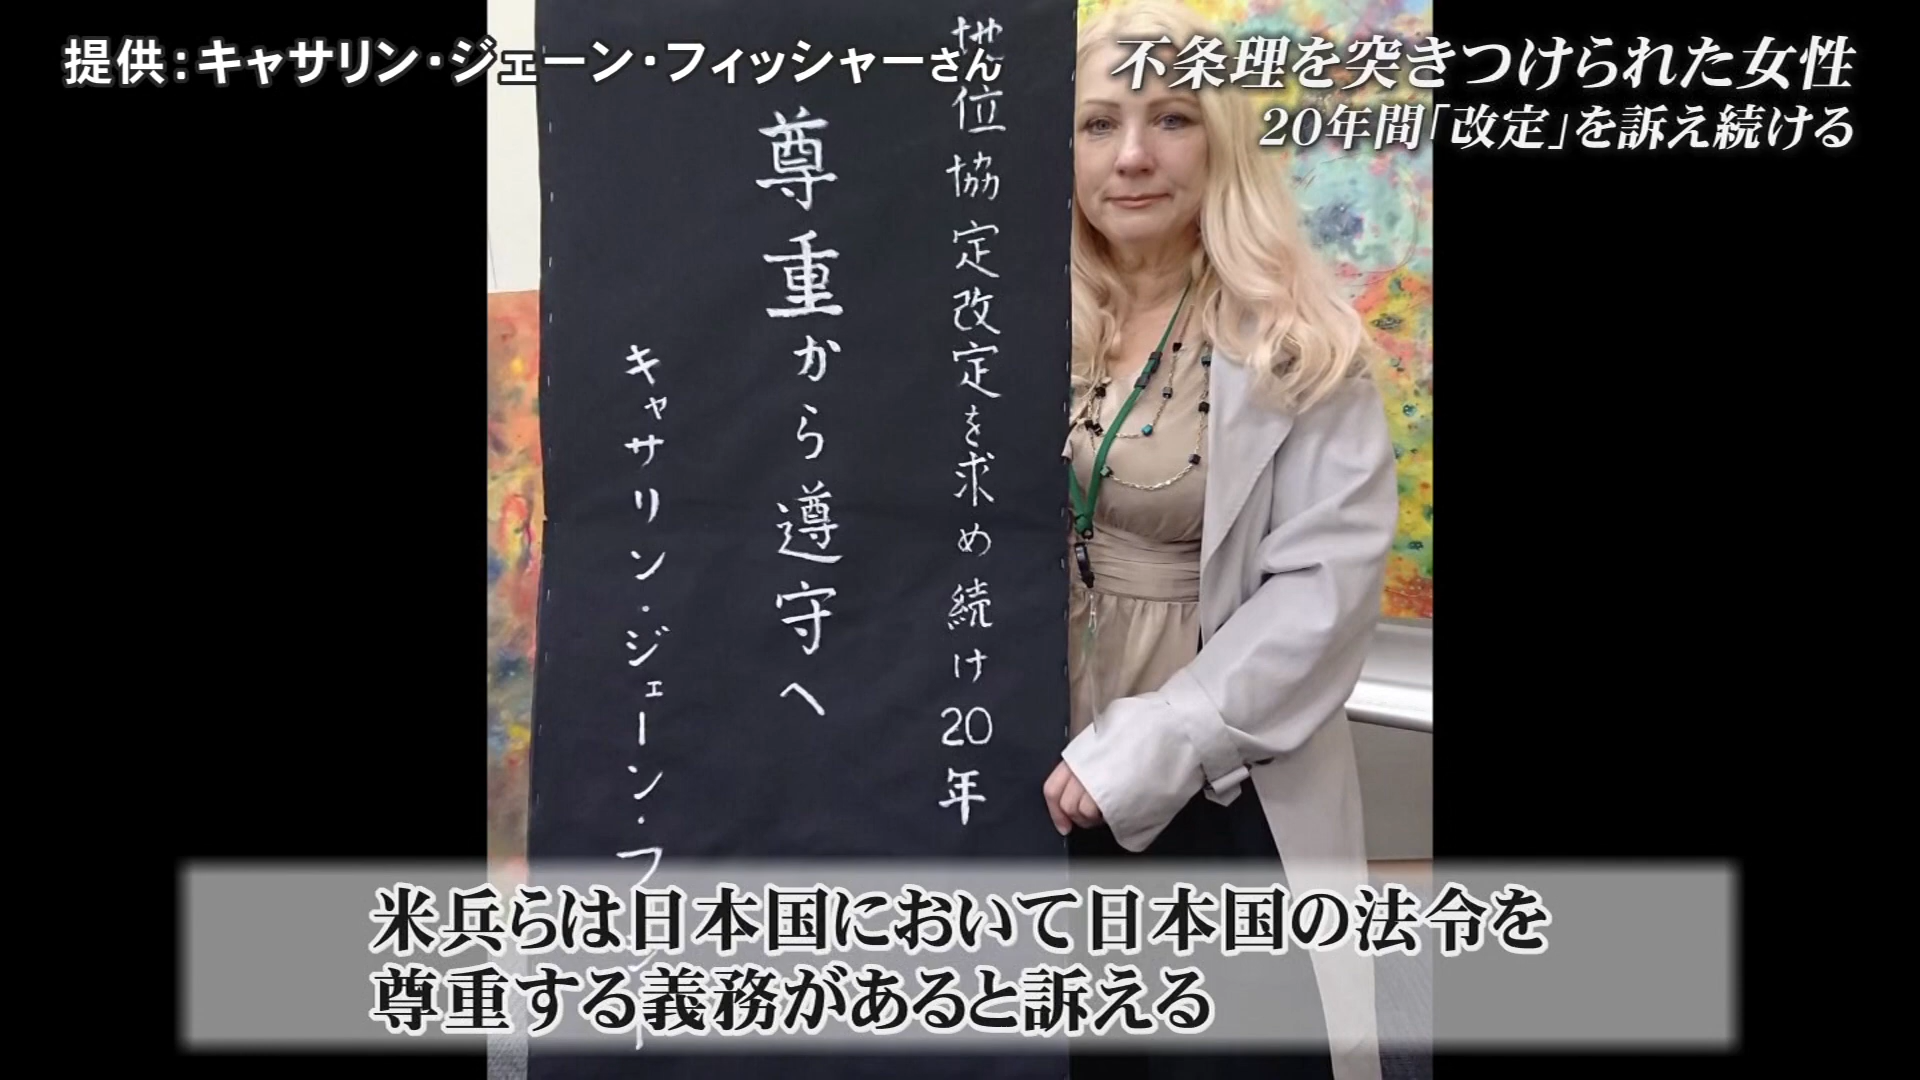 提供：キャサリン・ジェーン・フィッシャーさん
不条理を突きつけられた女性
20年間「改定」を訴え続ける
地位協定改定を求め続け20年
尊重から遵守へ
キャサリン・ジェーン・フ
米兵らは日本国において日本国の法令を
尊重する義務があると訴える